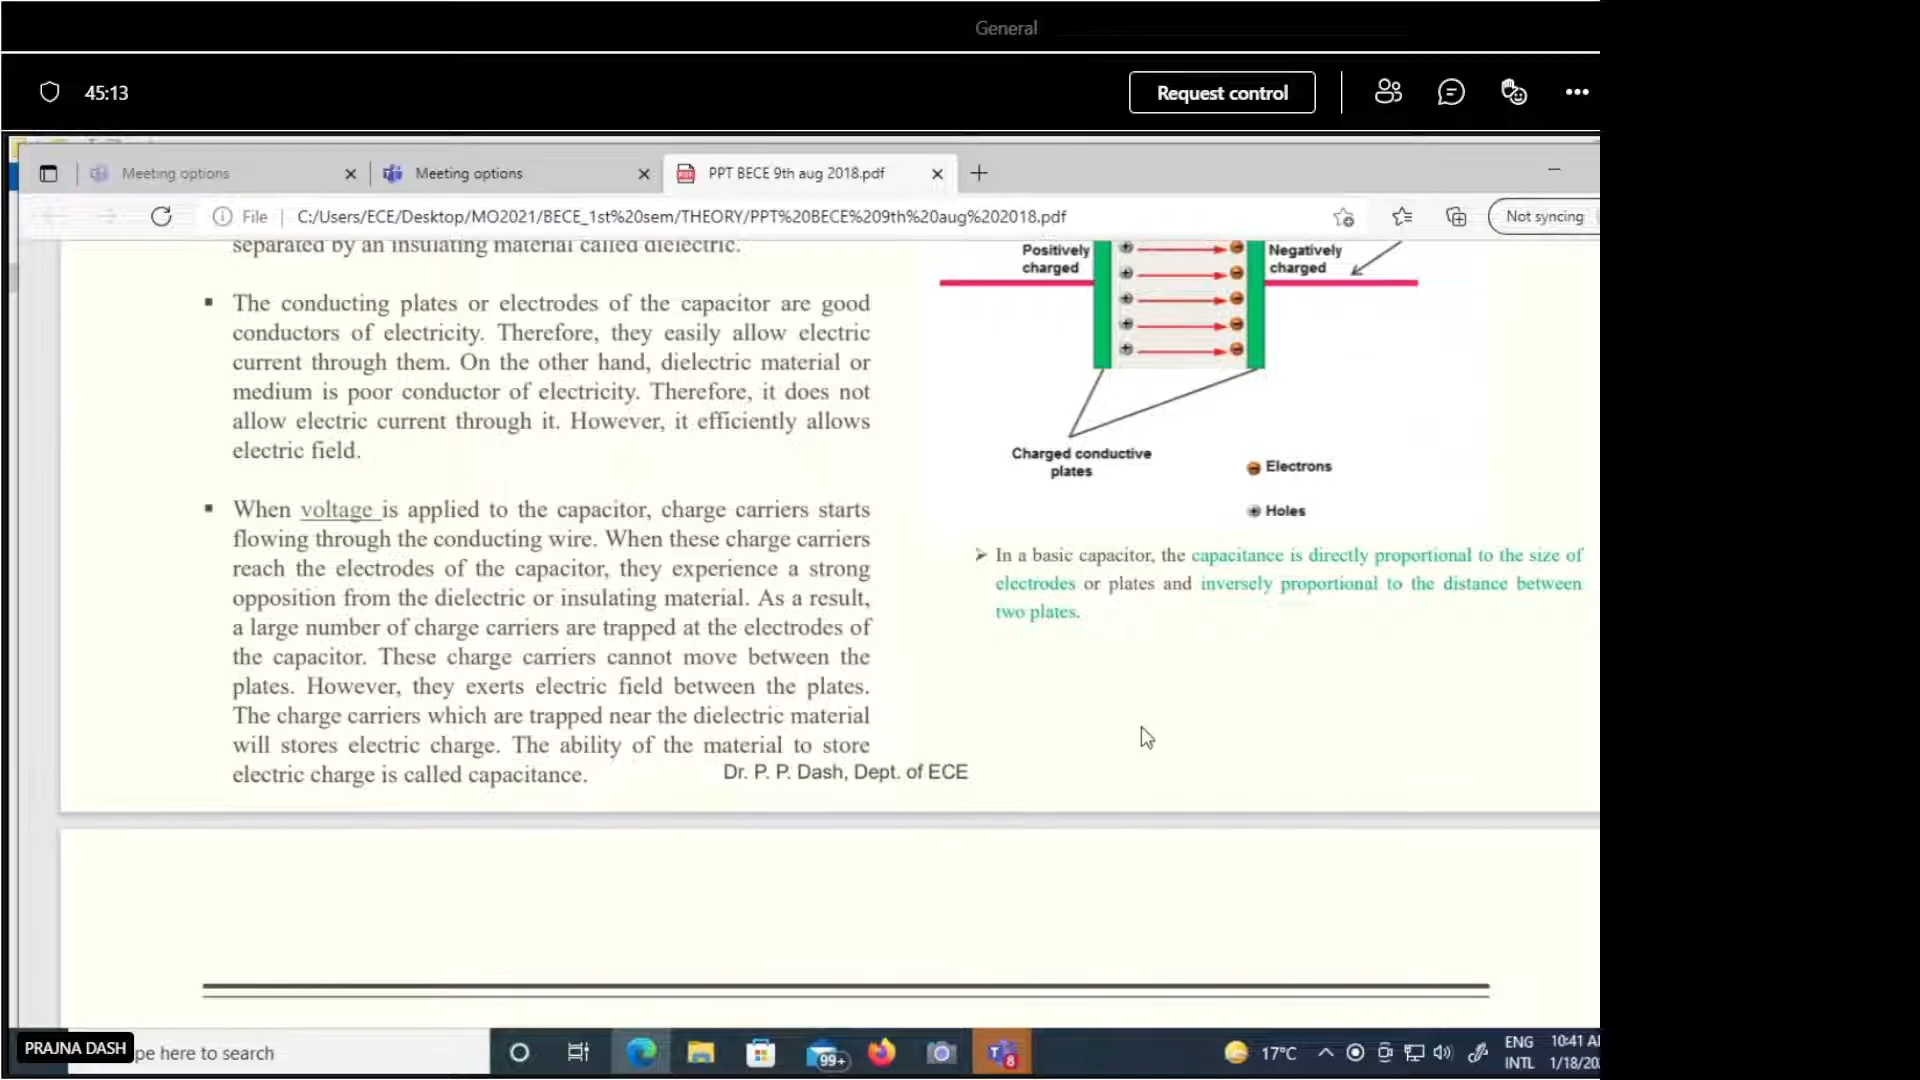 General
45:13
Request control
Meeting options
Meeting options
PPT BECE 9th aug 2018.pdf
File
C:/Users/ECE/Desktop/MO2021/BECE_1st%20sem/THEORY/PPT%20BECE%209th%20aug%202018.pdf
Not syncing
separated by an insulating material called dielectric.
▪ The conducting plates or electrodes of the capacitor are good
conductors of electricity. Therefore, they easily allow electric
current through them. On the other hand, dielectric material or
medium is poor conductor of electricity. Therefore, it does not
allow electric current through it. However, it efficiently allows
electric field.
▪ When voltage is applied to the capacitor, charge carriers starts
flowing through the conducting wire. When these charge carriers
reach the electrodes of the capacitor, they experience a strong
opposition from the dielectric or insulating material. As a result,
a large number of charge carriers are trapped at the electrodes of
the capacitor. These charge carriers cannot move between the
plates. However, they exerts electric field between the plates.
The charge carriers which are trapped near the dielectric material
will stores electric charge. The ability of the material to store
electric charge is called capacitance.
Positively
charged
Negatively
charged
Charged conductive
plates
Electrons
Holes
➢ In a basic capacitor, the capacitance is directly proportional to the size of
electrodes or plates and inversely proportional to the distance between
two plates.
Dr. P. P. Dash, Dept. of ECE
PRAJNA DASH
pe here to search
99+
8
17°C
ENG
INTL
10:41 A
1/18/20